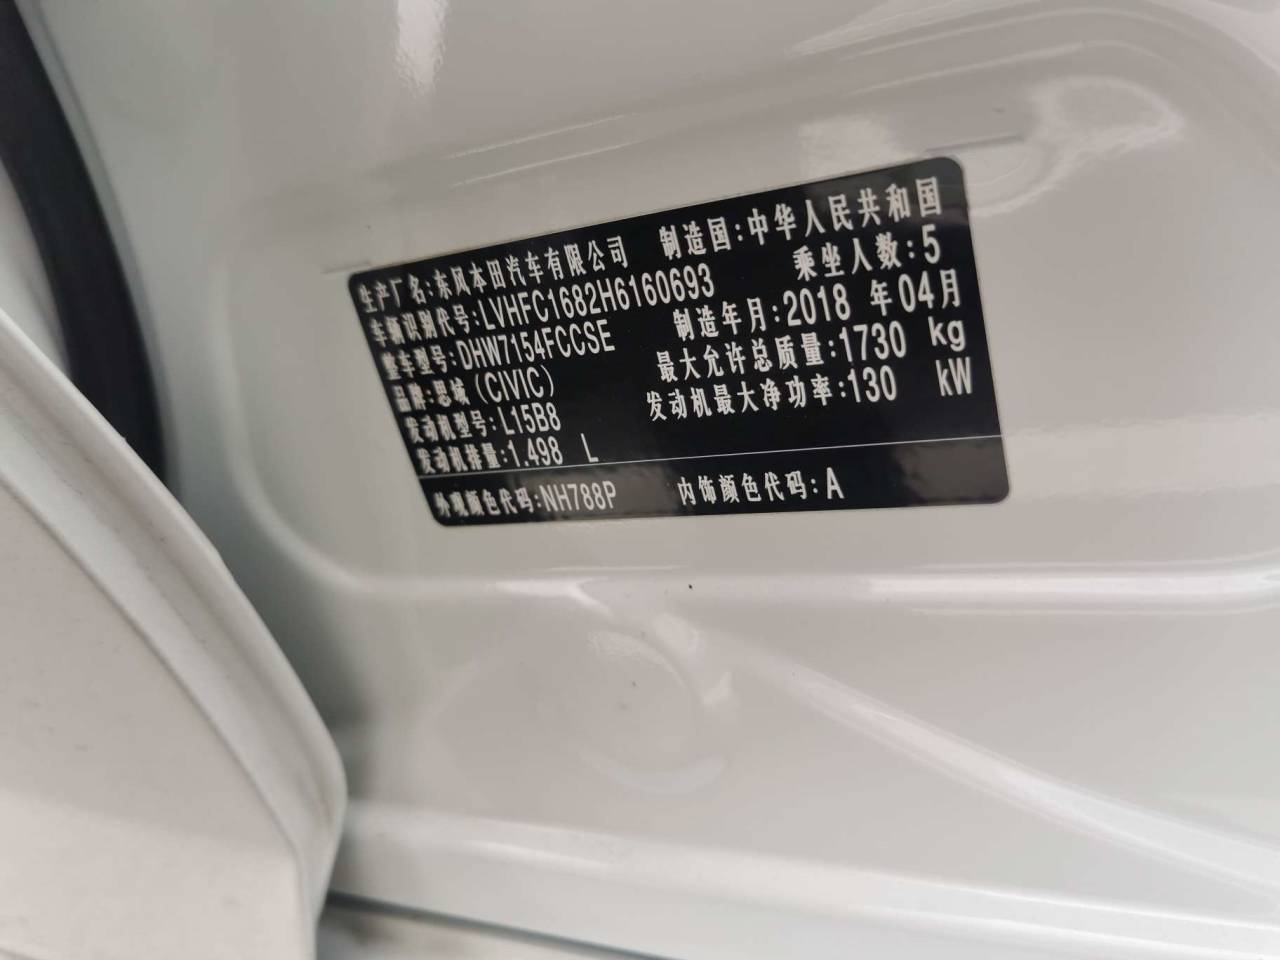 生产厂名:东风本田汽车有限公司 制造国:中华人民共和国
车辆识别代号:LVHFC1682H6160693 乘坐人数:5
整车型号:DHW7154FCCSE 制造年月:2018 年04月
品牌:思域(CIVIC) 最大允许总质量:1730 kg
发动机型号:L15B8 发动机最大净功率:130 kW
发动机排量:1.498 L
外观颜色代码:NH788P 内饰颜色代码:A